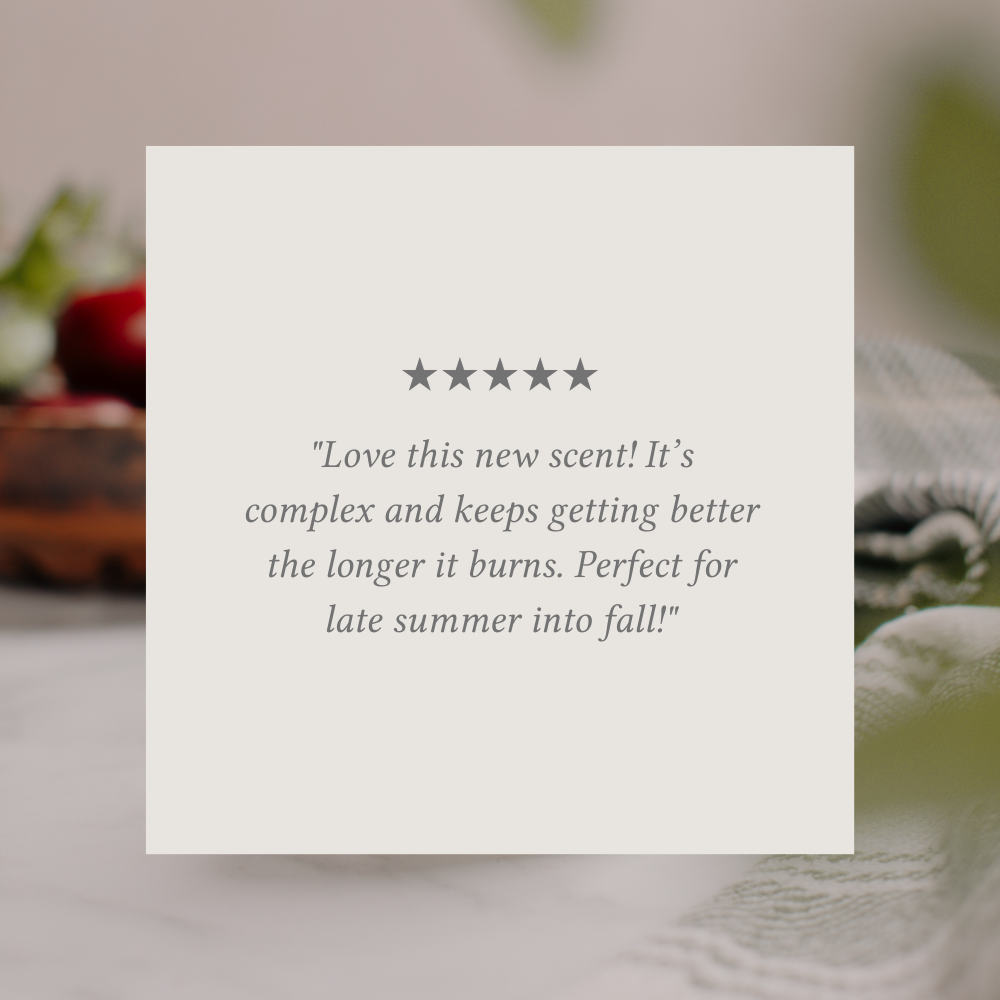 ★★★★★
"Love this new scent! It’s
complex and keeps getting better
the longer it burns. Perfect for
late summer into fall!"